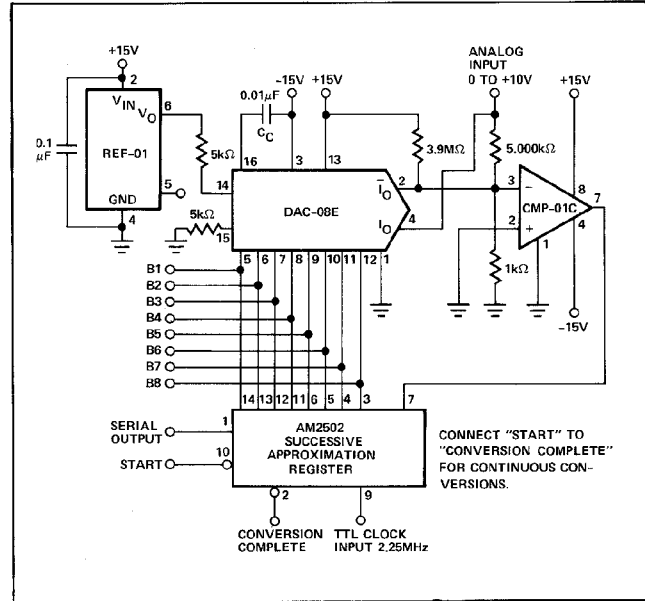 +15V
2
VIN
VO
6
0.1
μF
REF-01
5
GND
4
5kΩ
0.01μF
CC
-15V
+15V
16
3
13
14
DAC-08E
5kΩ
15
IO
2
IO
4
3.9MΩ
ANALOG
INPUT
0 TO +10V
5.000kΩ
+15V
3
−
8
7
CMP-01C
2
+
4
1
1kΩ
-15V
5 6 7 8 9 10 11 12 1
B1
B2
B3
B4
B5
B6
B7
B8
14 13 12 11 6 5 4 3
7
SERIAL
OUTPUT
1
START
10
AM2502
SUCCESSIVE
APPROXIMATION
REGISTER
2
9
CONVERSION
COMPLETE
TTL CLOCK
INPUT 2.25MHz
CONNECT "START" TO
"CONVERSION COMPLETE"
FOR CONTINUOUS CON-
VERSIONS.